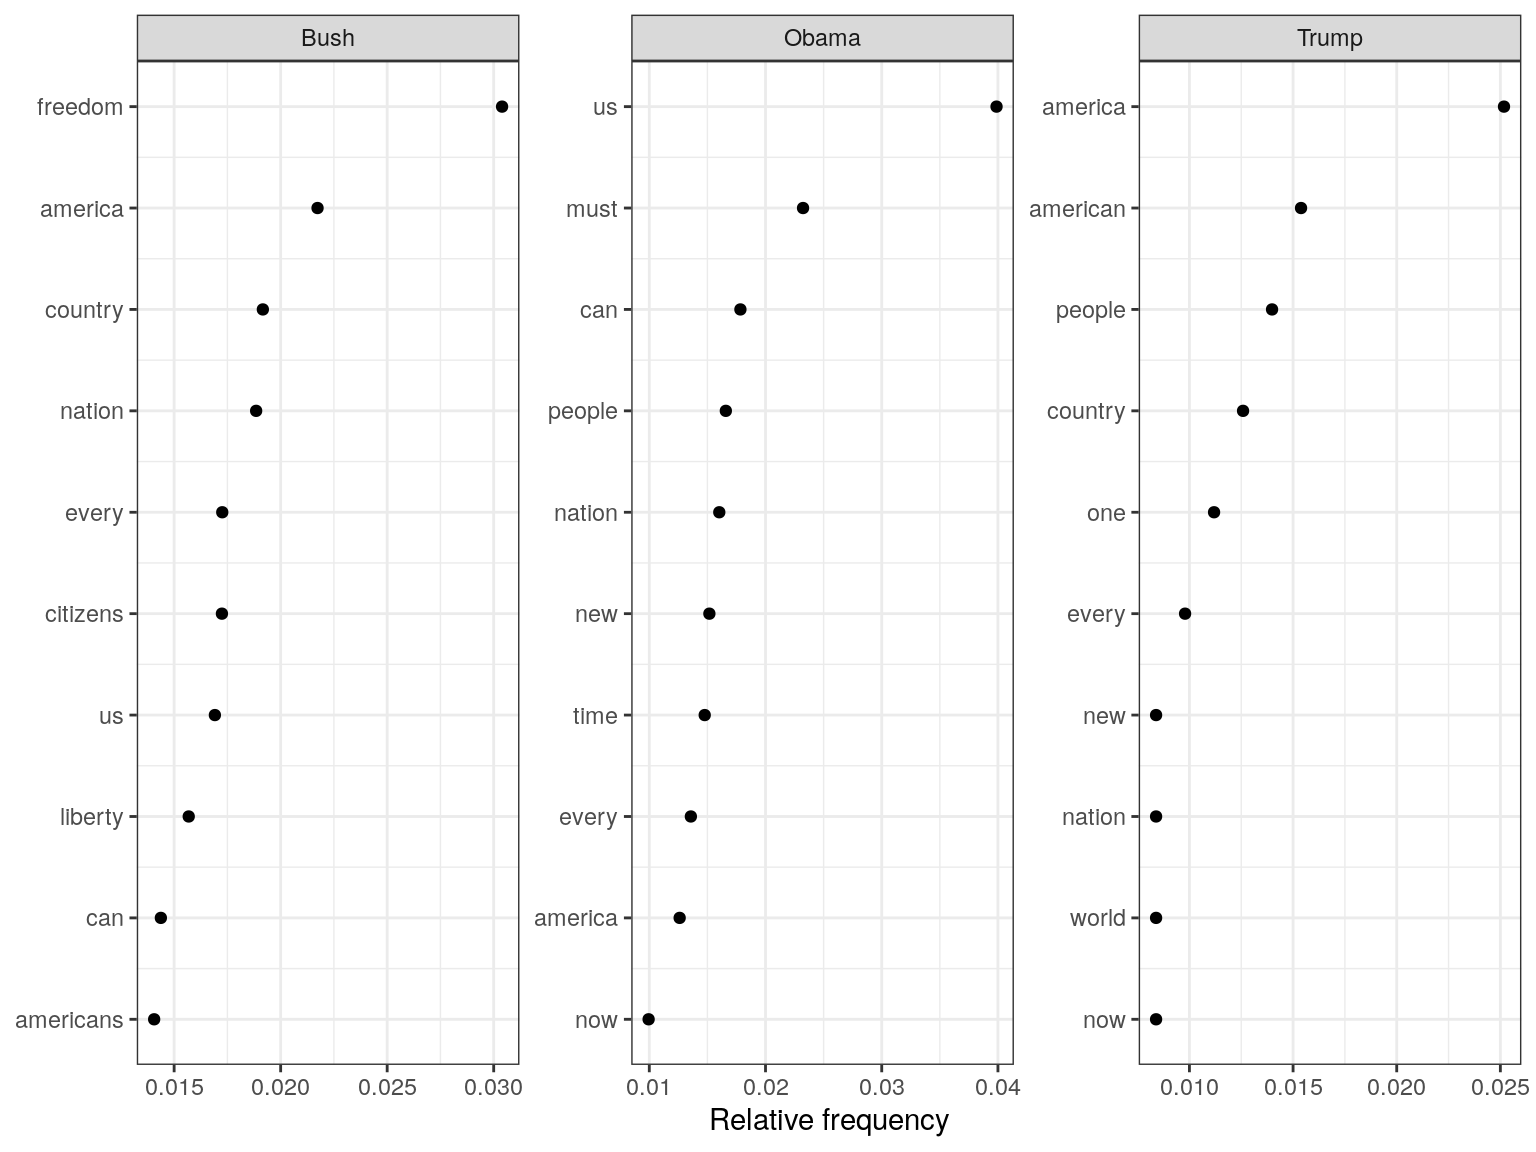 Bush
freedom
america
country
nation
every
citizens
us
liberty
can
americans
0.015 0.020 0.025 0.030
Obama
us
must
can
people
nation
new
time
every
america
now
0.01 0.02 0.03 0.04
Trump
america
american
people
country
one
every
new
nation
world
now
0.010 0.015 0.020 0.025
Relative frequency